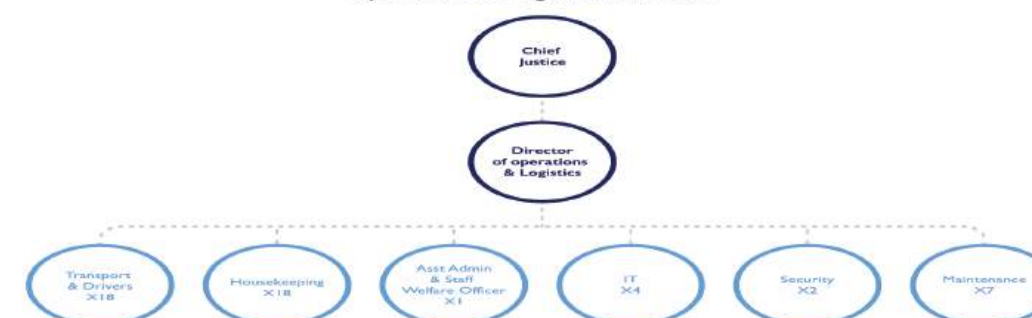 Chief
Justice
Director
of operations
& Logistics
Transport
& Drivers
X18
Housekeeping
X18
Asst Admin
& Staff
Welfare Officer
X1
IT
X4
Security
X2
Maintenance
X7